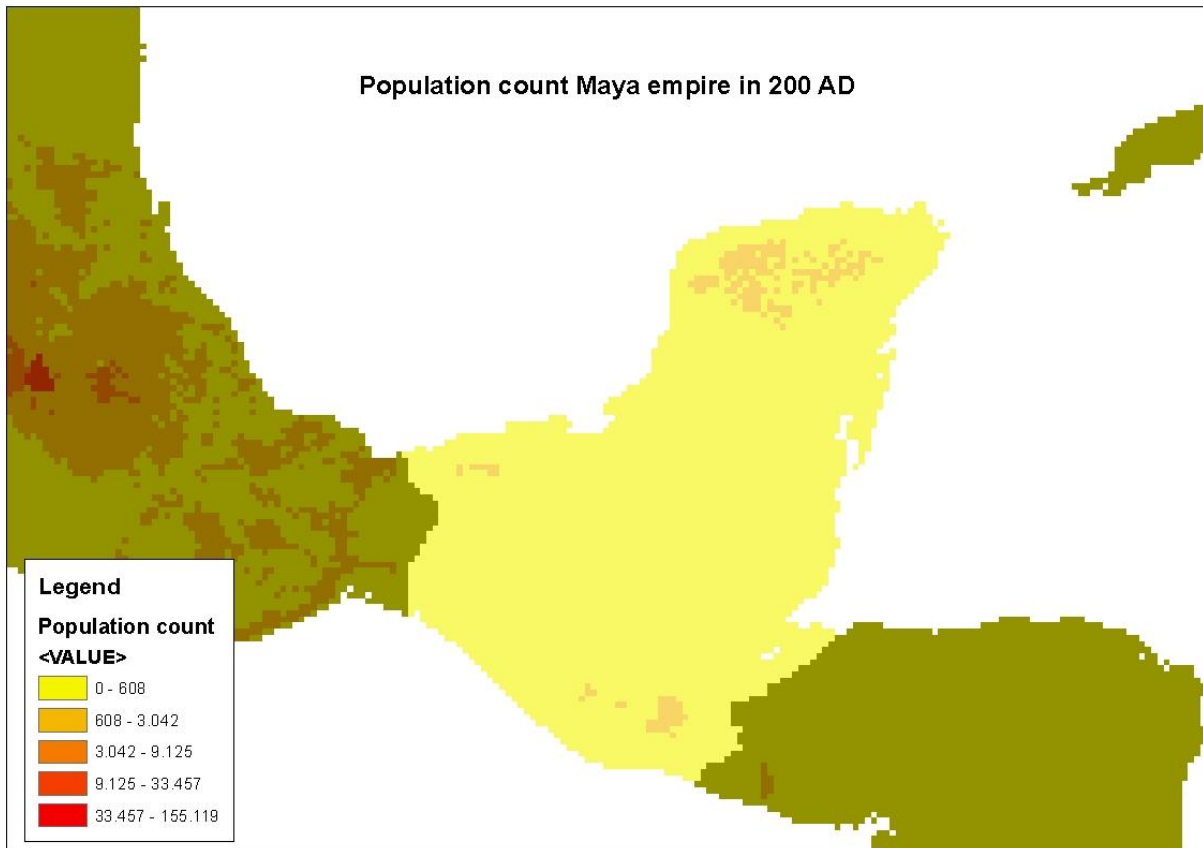 Population count Maya empire in 200 AD
Legend
Population count
<VALUE>
0 - 608
608 - 3.042
3.042 - 9.125
9.125 - 33.457
33.457 - 155.119